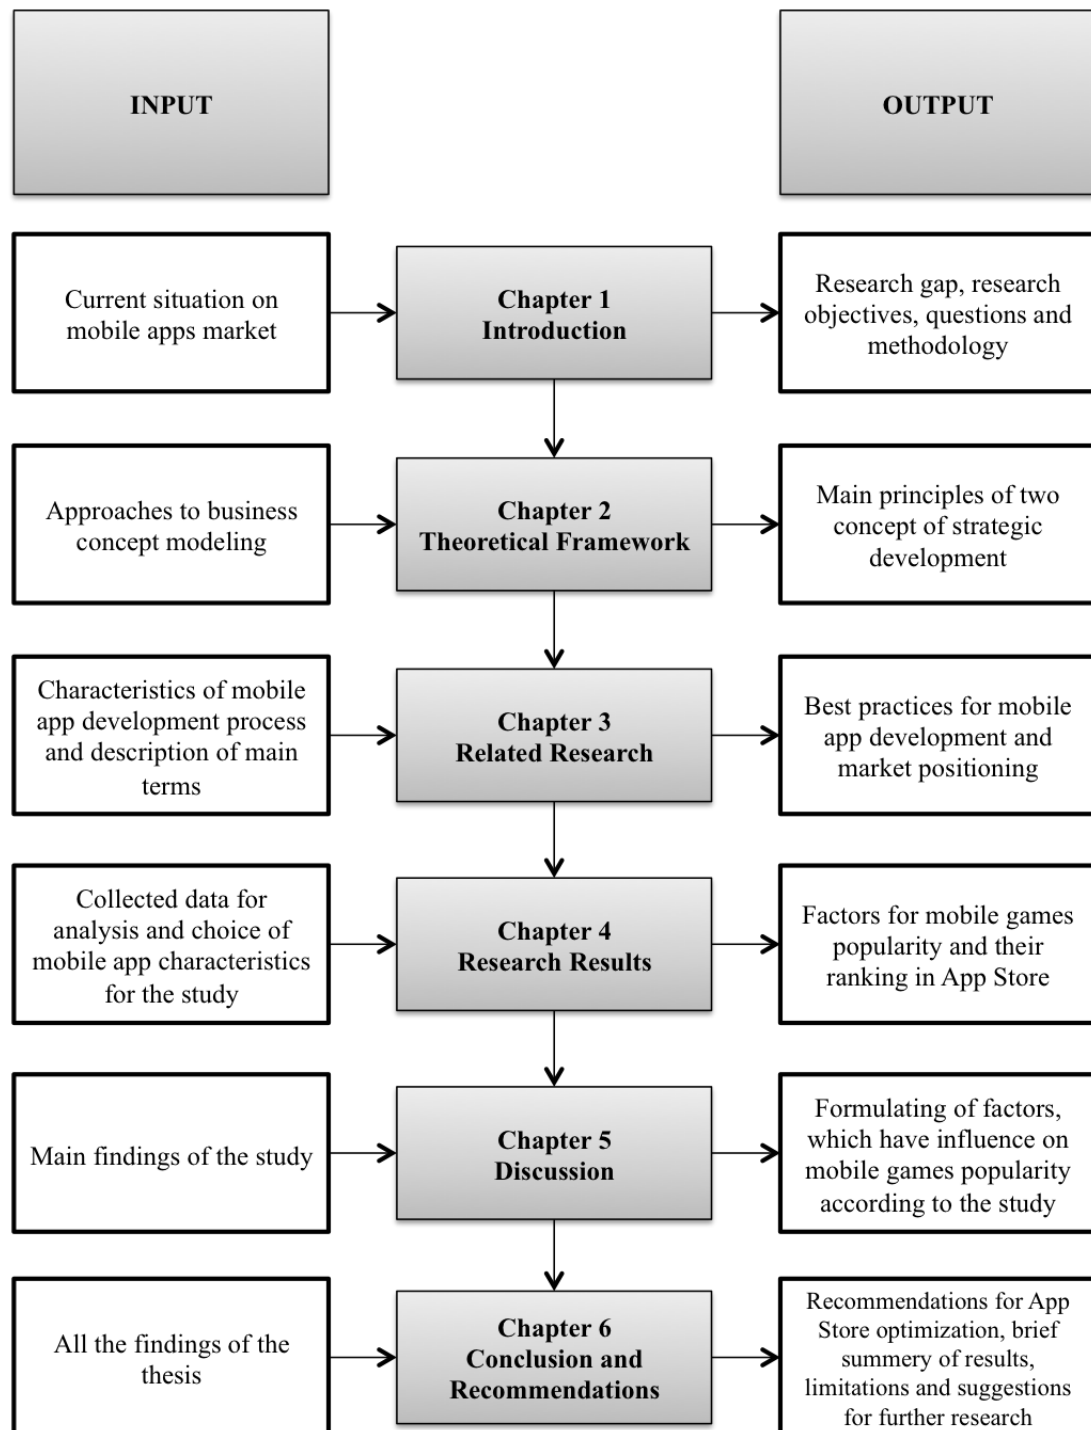 INPUT
OUTPUT
Current situation on
mobile apps market
Chapter 1
Introduction
Research gap, research
objectives, questions and
methodology
Approaches to business
concept modeling
Chapter 2
Theoretical Framework
Main principles of two
concept of strategic
development
Characteristics of mobile
app development process
and description of main
terms
Chapter 3
Related Research
Best practices for mobile
app development and
market positioning
Collected data for
analysis and choice of
mobile app characteristics
for the study
Chapter 4
Research Results
Factors for mobile games
popularity and their
ranking in App Store
Main findings of the study
Chapter 5
Discussion
Formulating of factors,
which have influence on
mobile games popularity
according to the study
All the findings of the
thesis
Chapter 6
Conclusion and
Recommendations
Recommendations for App
Store optimization, brief
summery of results,
limitations and suggestions
for further research